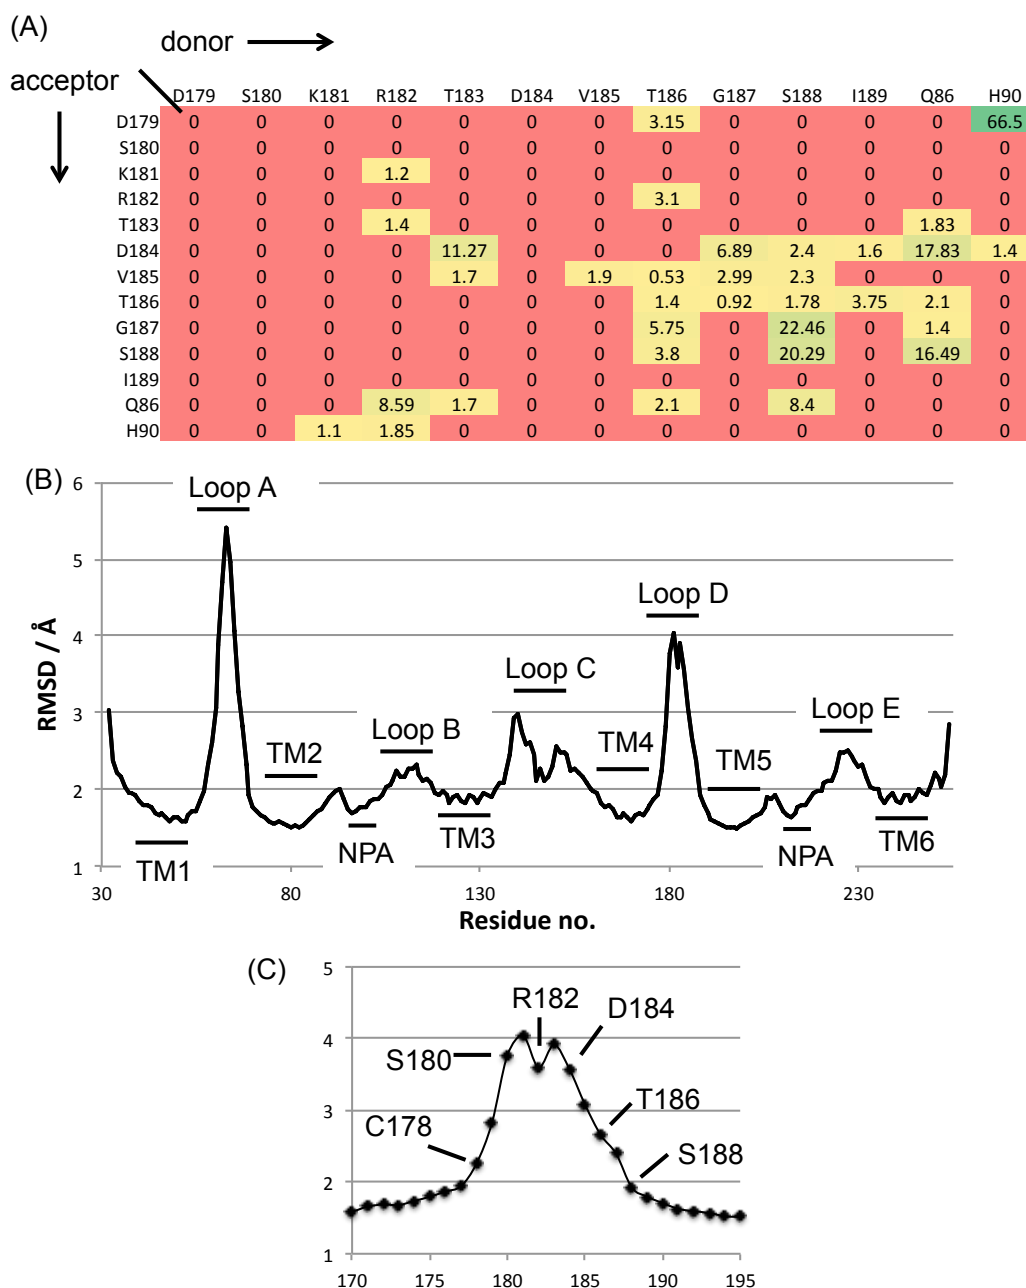 (A)
donor
acceptor
D179 S180 K181 R182 T183 D184 V185 T186 G187 S188 I189 Q86 H90
D179 0 0 0 0 0 0 0 3.15 0 0 0 0 66.5
S180 0 0 0 0 0 0 0 0 0 0 0 0 0
K181 0 0 0 1.2 0 0 0 0 0 0 0 0 0
R182 0 0 0 0 0 0 0 3.1 0 0 0 0 0
T183 0 0 0 1.4 0 0 0 0 0 0 0 1.83 0
D184 0 0 0 0 11.27 0 0 0 6.89 2.4 1.6 17.83 1.4
V185 0 0 0 0 1.7 0 1.9 0.53 2.99 2.3 0 0 0
T186 0 0 0 0 0 0 0 1.4 0.92 1.78 3.75 2.1 0
G187 0 0 0 0 0 0 0 5.75 0 22.46 0 1.4 0
S188 0 0 0 0 0 0 0 3.8 0 20.29 0 16.49 0
I189 0 0 0 0 0 0 0 0 0 0 0 0 0
Q86 0 0 0 8.59 1.7 0 0 2.1 0 8.4 0 0 0
H90 0 0 1.1 1.85 0 0 0 0 0 0 0 0 0
(B)
RMSD / Å
6
5
4
3
2
1
Loop A
Loop D
Loop C
Loop E
Loop B
TM2
TM4
TM5
TM1
NPA
TM3
NPA
TM6
30 80 130 180 230
Residue no.
(C)
5
4
3
2
1
R182
D184
S180
T186
C178
S188
170 175 180 185 190 195